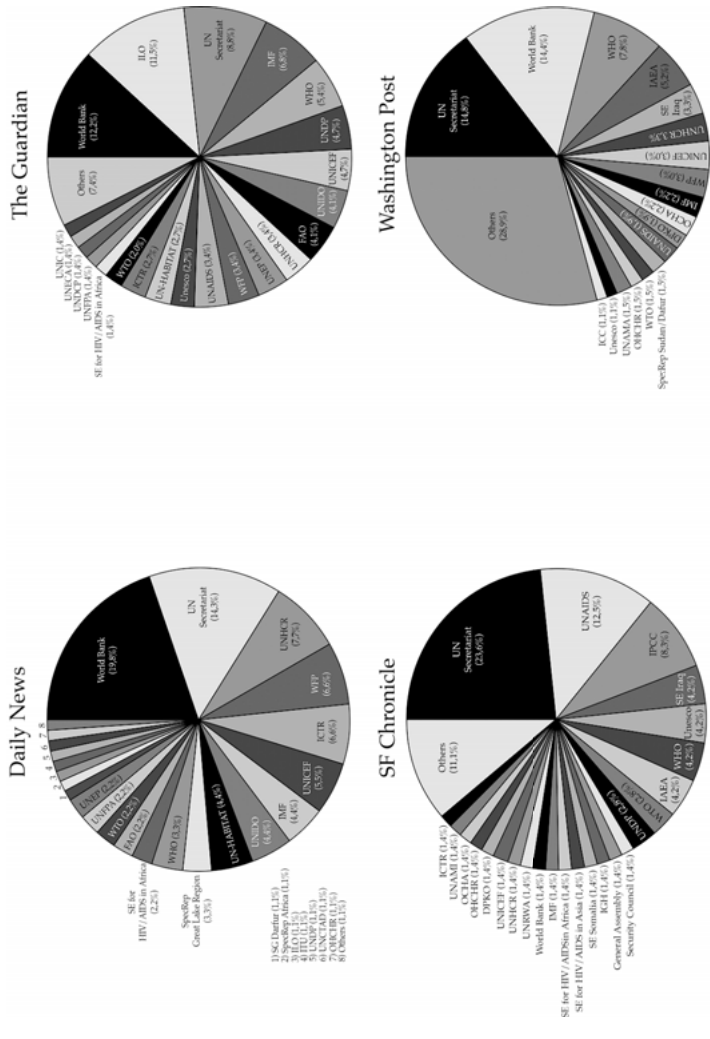 Daily News
World Bank
(19,8%)
UN
Secretariat
(14,3%)
UNHCR
(7,7%)
WFP
(6,6%)
ICTR
(6,6%)
UNICEF
(5,5%)
IMF
(4,4%)
UNIDO
(4,4%)
UN-HABITAT (4,4%)
SpecRep
Great Lake Region
(3,3%)
WHO (3,3%)
SE for
HIV/AIDS in Africa
(2,2%)
FAO (2,2%)
WTO (2,2%)
UNFPA (2,2%)
UNEP (2,2%)
1 2 3 4 5 6 7 8
1) SG Darfur (1,1%)
2) SpecRep Africa (1,1%)
3) ILO (1,1%)
4) ITU (1,1%)
5) UNDP (1,1%)
6) UNCTAD (1,1%)
7) OHCHR (1,1%)
8) Others (1,1%)
The Guardian
World Bank
(12,2%)
ILO
(11,5%)
UN
Secretariat
(8,8%)
IMF
(6,8%)
WHO
(5,4%)
UNDP
(4,7%)
UNICEF
(4,7%)
UNIDO
(4,1%)
FAO
(4,1%)
UNHCR (3,4%)
UNEP (3,4%)
WFP (3,4%)
UNAIDS (3,4%)
Unesco (2,7%)
UN-HABITAT (2,7%)
ICTR (2,7%)
WTO (2,0%)
SE for HIV/AIDS in Africa
(1,4%)
UNFPA (1,4%)
UNDCP (1,4%)
UNECA (1,4%)
UNIC (1,4%)
Others
(7,4%)
SF Chronicle
UN
Secretariat
(23,6%)
UNAIDS
(12,5%)
IPCC
(8,3%)
SE Iraq
(4,2%)
Unesco
(4,2%)
WHO
(4,2%)
IAEA
(4,2%)
WTO (2,8%)
UNDP (2,8%)
Security Council (1,4%)
General Assembly (1,4%)
IGH (1,4%)
SE Somalia (1,4%)
SE for HIV/AIDS in Asia (1,4%)
SE for HIV/AIDSin Africa (1,4%)
IMF (1,4%)
World Bank (1,4%)
UNRWA (1,4%)
UNHCR (1,4%)
UNICEF (1,4%)
DPKO (1,4%)
OHCHR (1,4%)
OCHA (1,4%)
UNAMI (1,4%)
ICTR (1,4%)
Others
(11,1%)
Washington Post
UN
Secretariat
(14,8%)
World Bank
(14,4%)
WHO
(7,8%)
IAEA
(5,2%)
SE
Iraq
(3,3%)
UNHCR 3,3%
UNICEF (3,0%)
WFP (3,0%)
IMF (2,2%)
OCHA (2,2%)
DPKO (1,9%)
UNAIDS (1,9%)
Spe:Rep Sudan/Dafur (1,5%)
WTO (1,5%)
OHCHR (1,5%)
UNAMA (1,5%)
Unesco (1,1%)
ICC (1,1%)
Others
(28,9%)